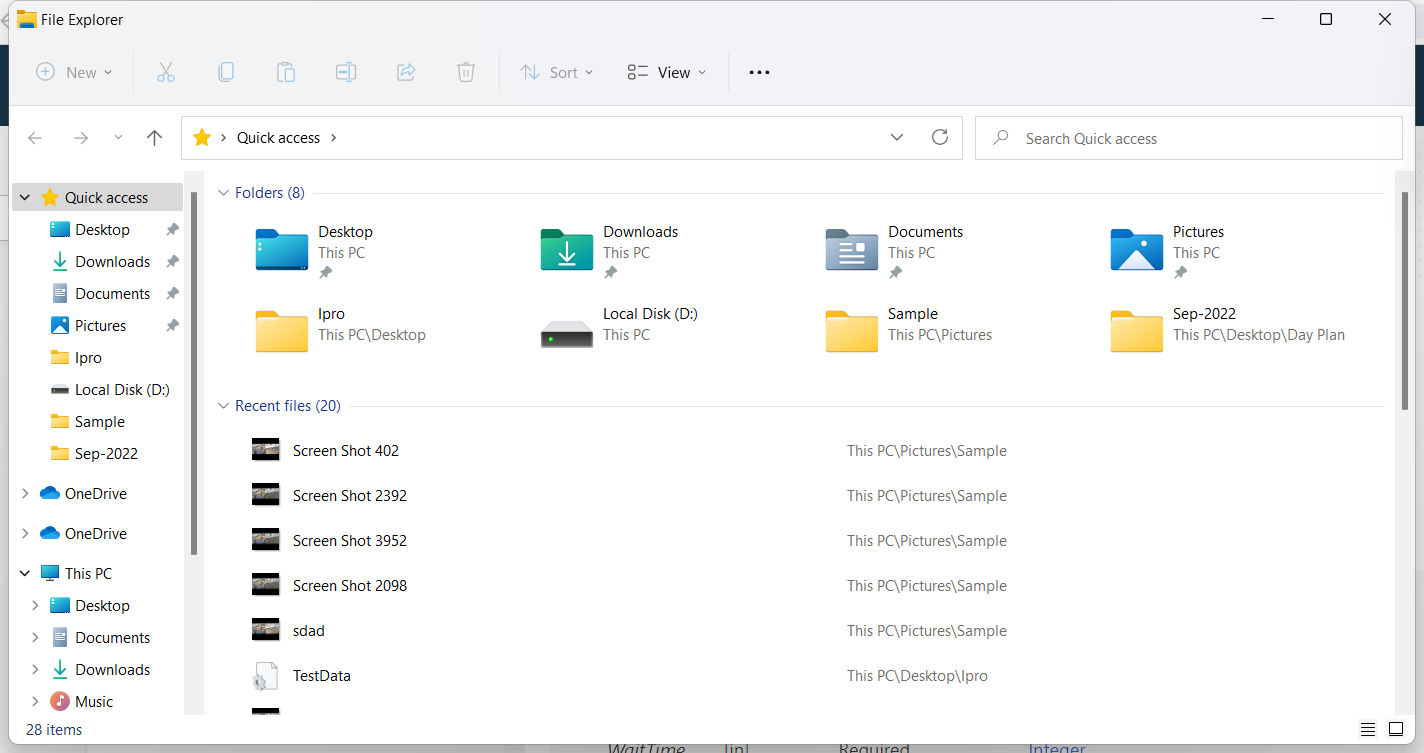 File Explorer
New
Sort
View
Quick access
Search Quick access
Quick access
Desktop
Downloads
Documents
Pictures
Ipro
Local Disk (D:)
Sample
Sep-2022
OneDrive
OneDrive
This PC
Desktop
Documents
Downloads
Music
Folders (8)
Desktop
This PC
Downloads
This PC
Documents
This PC
Pictures
This PC
Ipro
This PC\Desktop
Local Disk (D:)
This PC
Sample
This PC\Pictures
Sep-2022
This PC\Desktop\Day Plan
Recent files (20)
Screen Shot 402 This PC\Pictures\Sample
Screen Shot 2392 This PC\Pictures\Sample
Screen Shot 3952 This PC\Pictures\Sample
Screen Shot 2098 This PC\Pictures\Sample
sdad This PC\Pictures\Sample
TestData This PC\Desktop\Ipro
28 items
WaitTime Required Integer